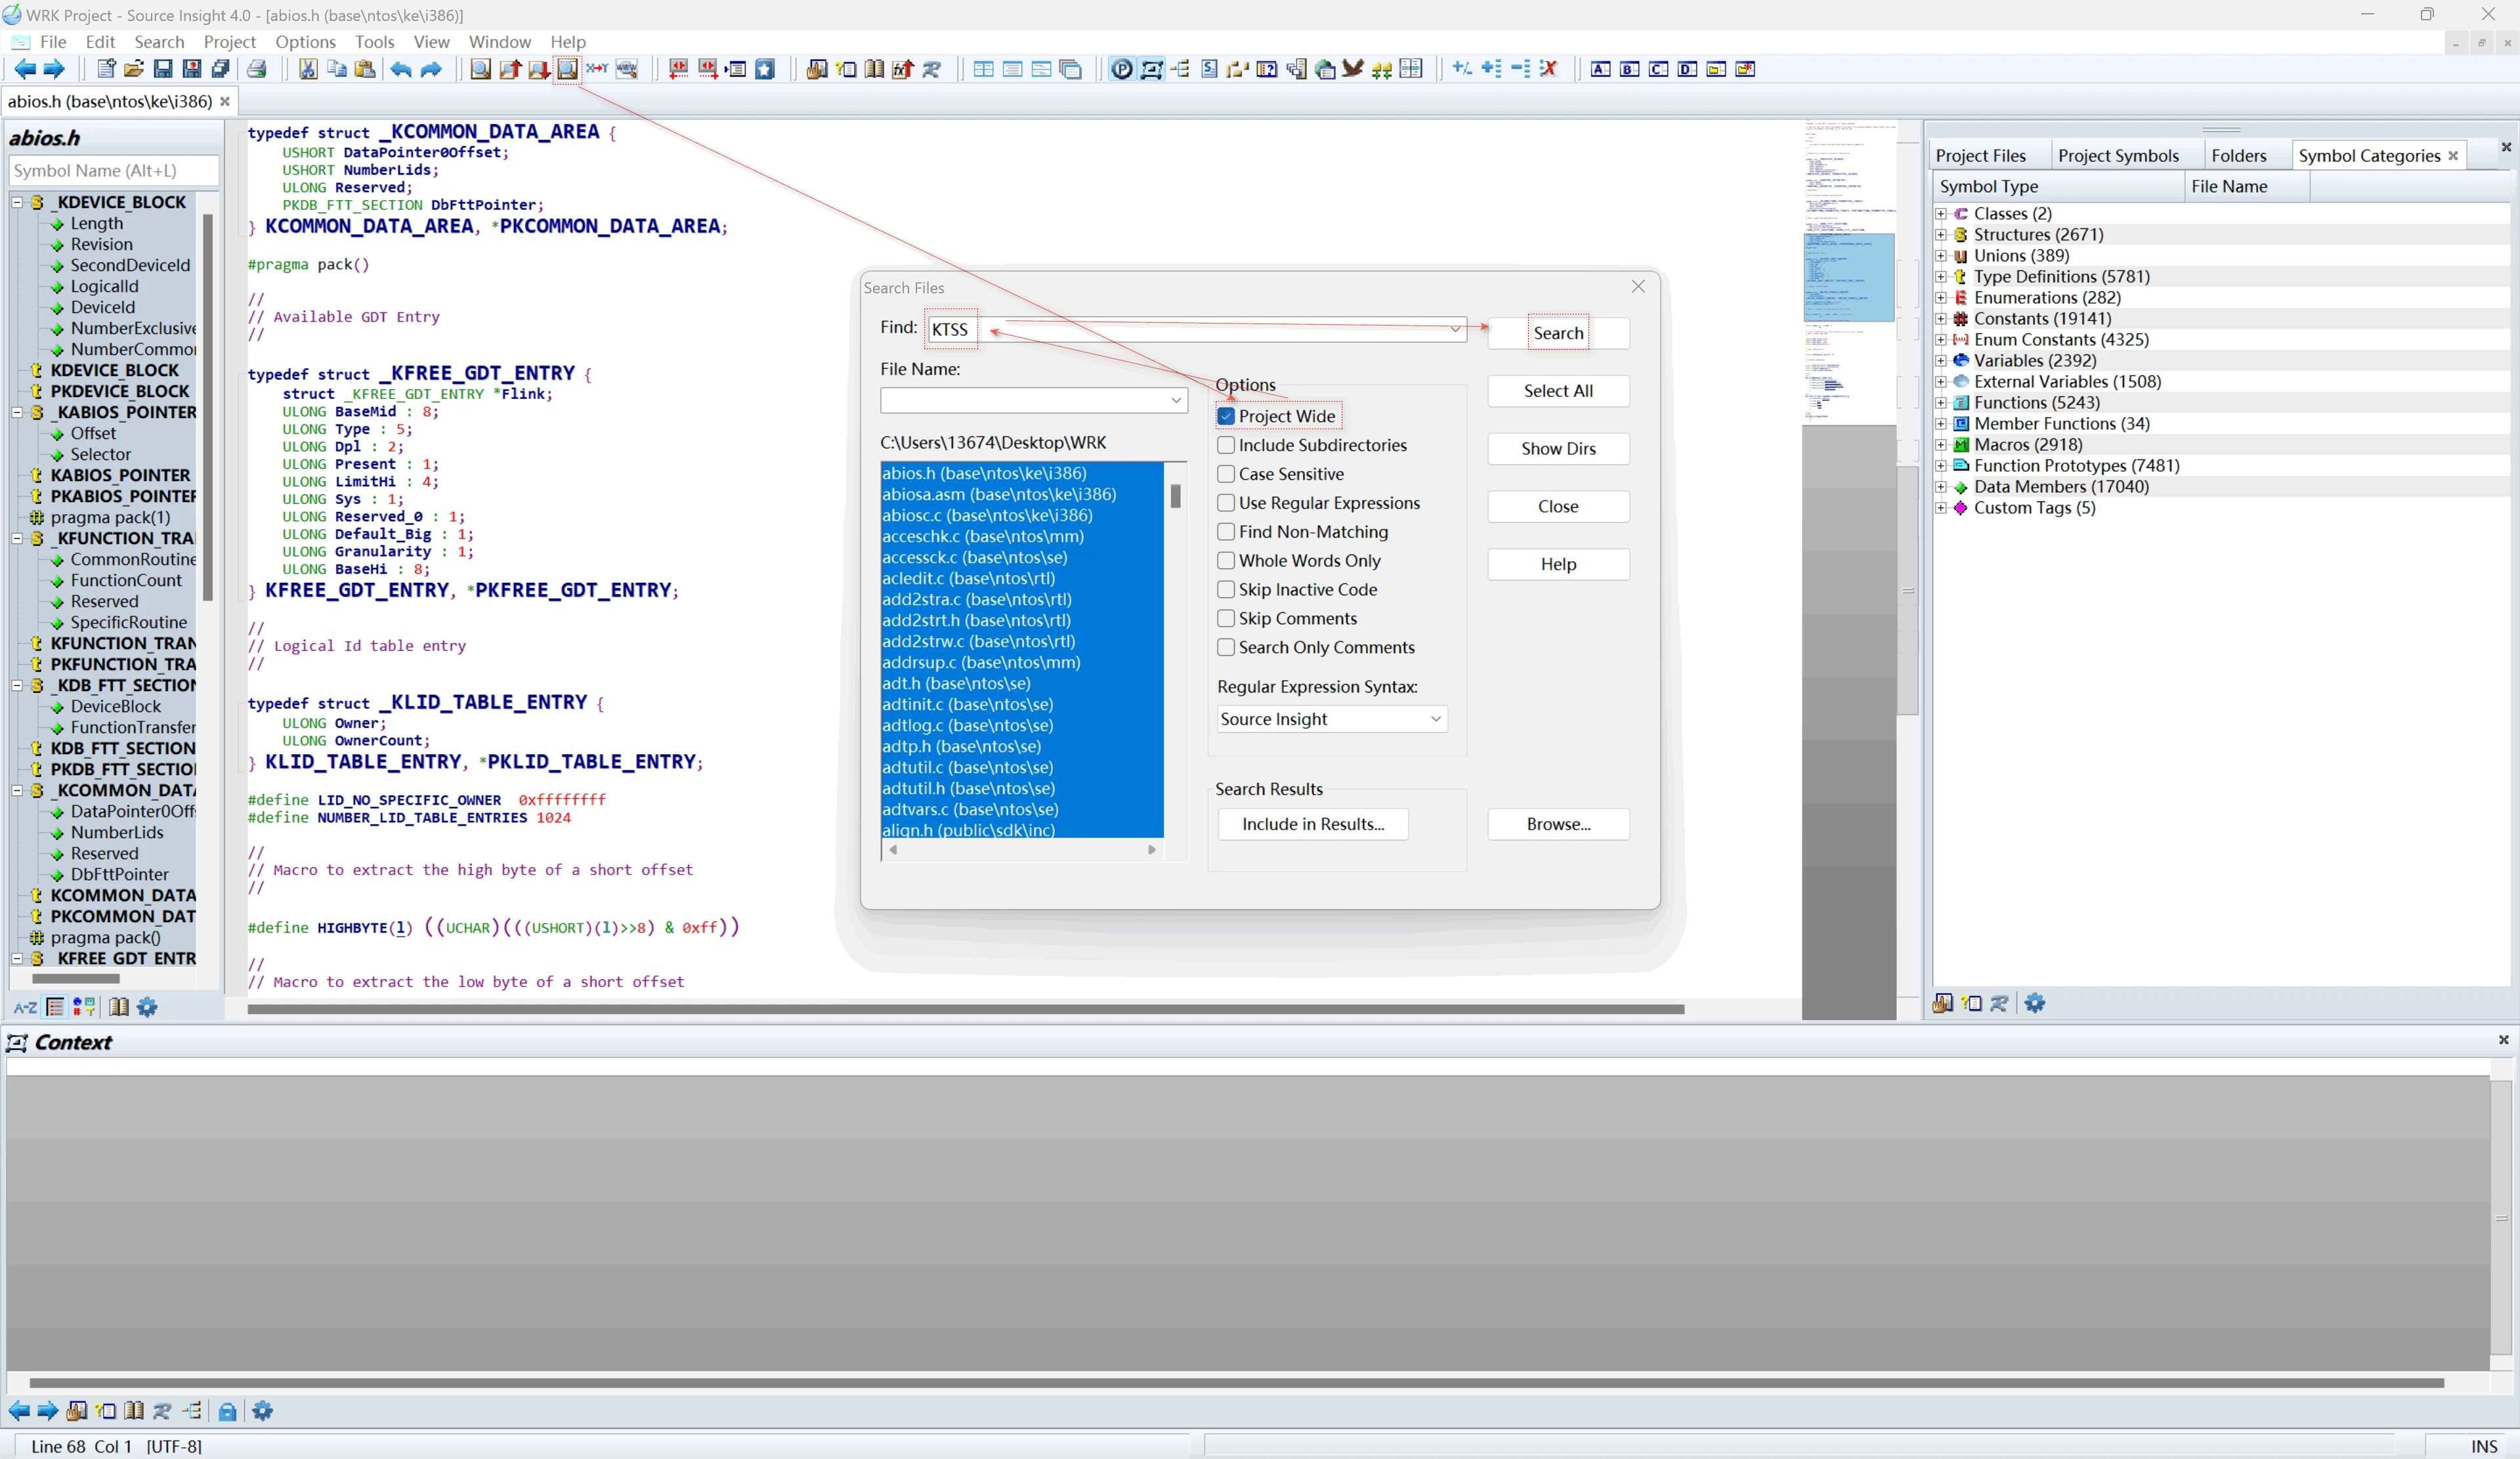 WRK Project - Source Insight 4.0 - [abios.h (base\ntos\ke\i386)]
File Edit Search Project Options Tools View Window Help
abios.h (base\ntos\ke\i386)
abios.h
Symbol Name (Alt+L)
_KDEVICE_BLOCK
Length
Revision
SecondDeviceId
LogicalId
DeviceId
NumberExclusive
NumberCommon
KDEVICE_BLOCK
PKDEVICE_BLOCK
_KABIOS_POINTER
Offset
Selector
KABIOS_POINTER
PKABIOS_POINTER
pragma pack(1)
_KFUNCTION_TRA
CommonRoutine
FunctionCount
Reserved
SpecificRoutine
KFUNCTION_TRAN
PKFUNCTION_TRA
_KDB_FTT_SECTION
DeviceBlock
FunctionTransfer
KDB_FTT_SECTION
PKDB_FTT_SECTIO
_KCOMMON_DATA
DataPointer0Off
NumberLids
Reserved
DbFttPointer
KCOMMON_DATA
PKCOMMON_DAT
pragma pack()
_KFREE_GDT_ENTR
A-Z
typedef struct _KCOMMON_DATA_AREA {
USHORT DataPointer0Offset;
USHORT NumberLids;
ULONG Reserved;
PKDB_FTT_SECTION DbFttPointer;
} KCOMMON_DATA_AREA, *PKCOMMON_DATA_AREA;
#pragma pack()
//
// Available GDT Entry
//
typedef struct _KFREE_GDT_ENTRY {
struct _KFREE_GDT_ENTRY *Flink;
ULONG BaseMid : 8;
ULONG Type : 5;
ULONG Dpl : 2;
ULONG Present : 1;
ULONG LimitHi : 4;
ULONG Sys : 1;
ULONG Reserved_0 : 1;
ULONG Default_Big : 1;
ULONG Granularity : 1;
ULONG BaseHi : 8;
} KFREE_GDT_ENTRY, *PKFREE_GDT_ENTRY;
//
// Logical Id table entry
//
typedef struct _KLID_TABLE_ENTRY {
ULONG Owner;
ULONG OwnerCount;
} KLID_TABLE_ENTRY, *PKLID_TABLE_ENTRY;
#define LID_NO_SPECIFIC_OWNER 0xffffffff
#define NUMBER_LID_TABLE_ENTRIES 1024
//
// Macro to extract the high byte of a short offset
//
#define HIGHBYTE(l) ((UCHAR)(((USHORT)(l)>>8) & 0xff))
//
// Macro to extract the low byte of a short offset
Search Files
Find: KTSS
Search
File Name:
C:\Users\13674\Desktop\WRK
abios.h (base\ntos\ke\i386)
abiosa.asm (base\ntos\ke\i386)
abiosc.c (base\ntos\ke\i386)
acceschk.c (base\ntos\mm)
accessck.c (base\ntos\se)
acledit.c (base\ntos\rtl)
add2stra.c (base\ntos\rtl)
add2strt.h (base\ntos\rtl)
add2strw.c (base\ntos\rtl)
addrsup.c (base\ntos\mm)
adt.h (base\ntos\se)
adtinit.c (base\ntos\se)
adtlog.c (base\ntos\se)
adtp.h (base\ntos\se)
adtutil.c (base\ntos\se)
adtutil.h (base\ntos\se)
adtvars.c (base\ntos\se)
align.h (public\sdk\inc)
Options
Project Wide
Include Subdirectories
Case Sensitive
Use Regular Expressions
Find Non-Matching
Whole Words Only
Skip Inactive Code
Skip Comments
Search Only Comments
Regular Expression Syntax:
Source Insight
Search Results
Include in Results...
Select All
Show Dirs
Close
Help
Browse...
Project Files Project Symbols Folders Symbol Categories
Symbol Type File Name
Classes (2)
Structures (2671)
Unions (389)
Type Definitions (5781)
Enumerations (282)
Constants (19141)
Enum Constants (4325)
Variables (2392)
External Variables (1508)
Functions (5243)
Member Functions (34)
Macros (2918)
Function Prototypes (7481)
Data Members (17040)
Custom Tags (5)
Context
Line 68 Col 1 [UTF-8]
INS